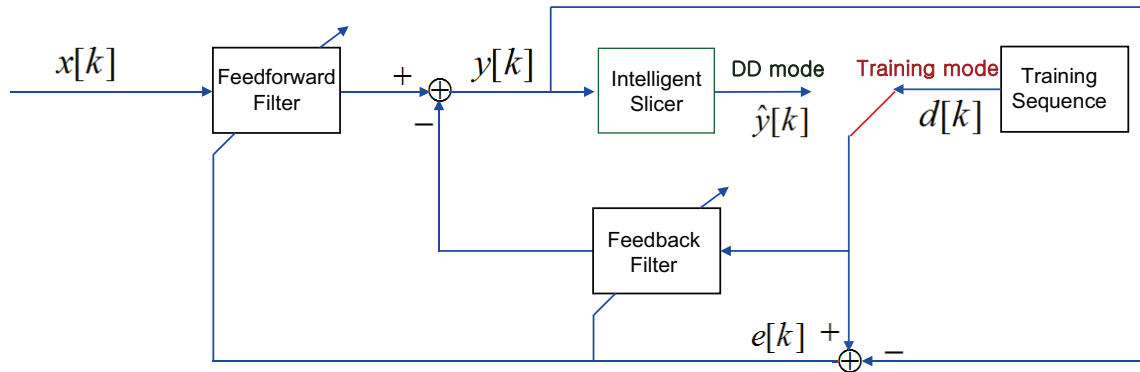 x[k]
Feedforward
Filter
+
y[k]
−
Intelligent
Slicer
DD mode
ŷ[k]
Training mode
d[k]
Training
Sequence
Feedback
Filter
e[k]
+
−